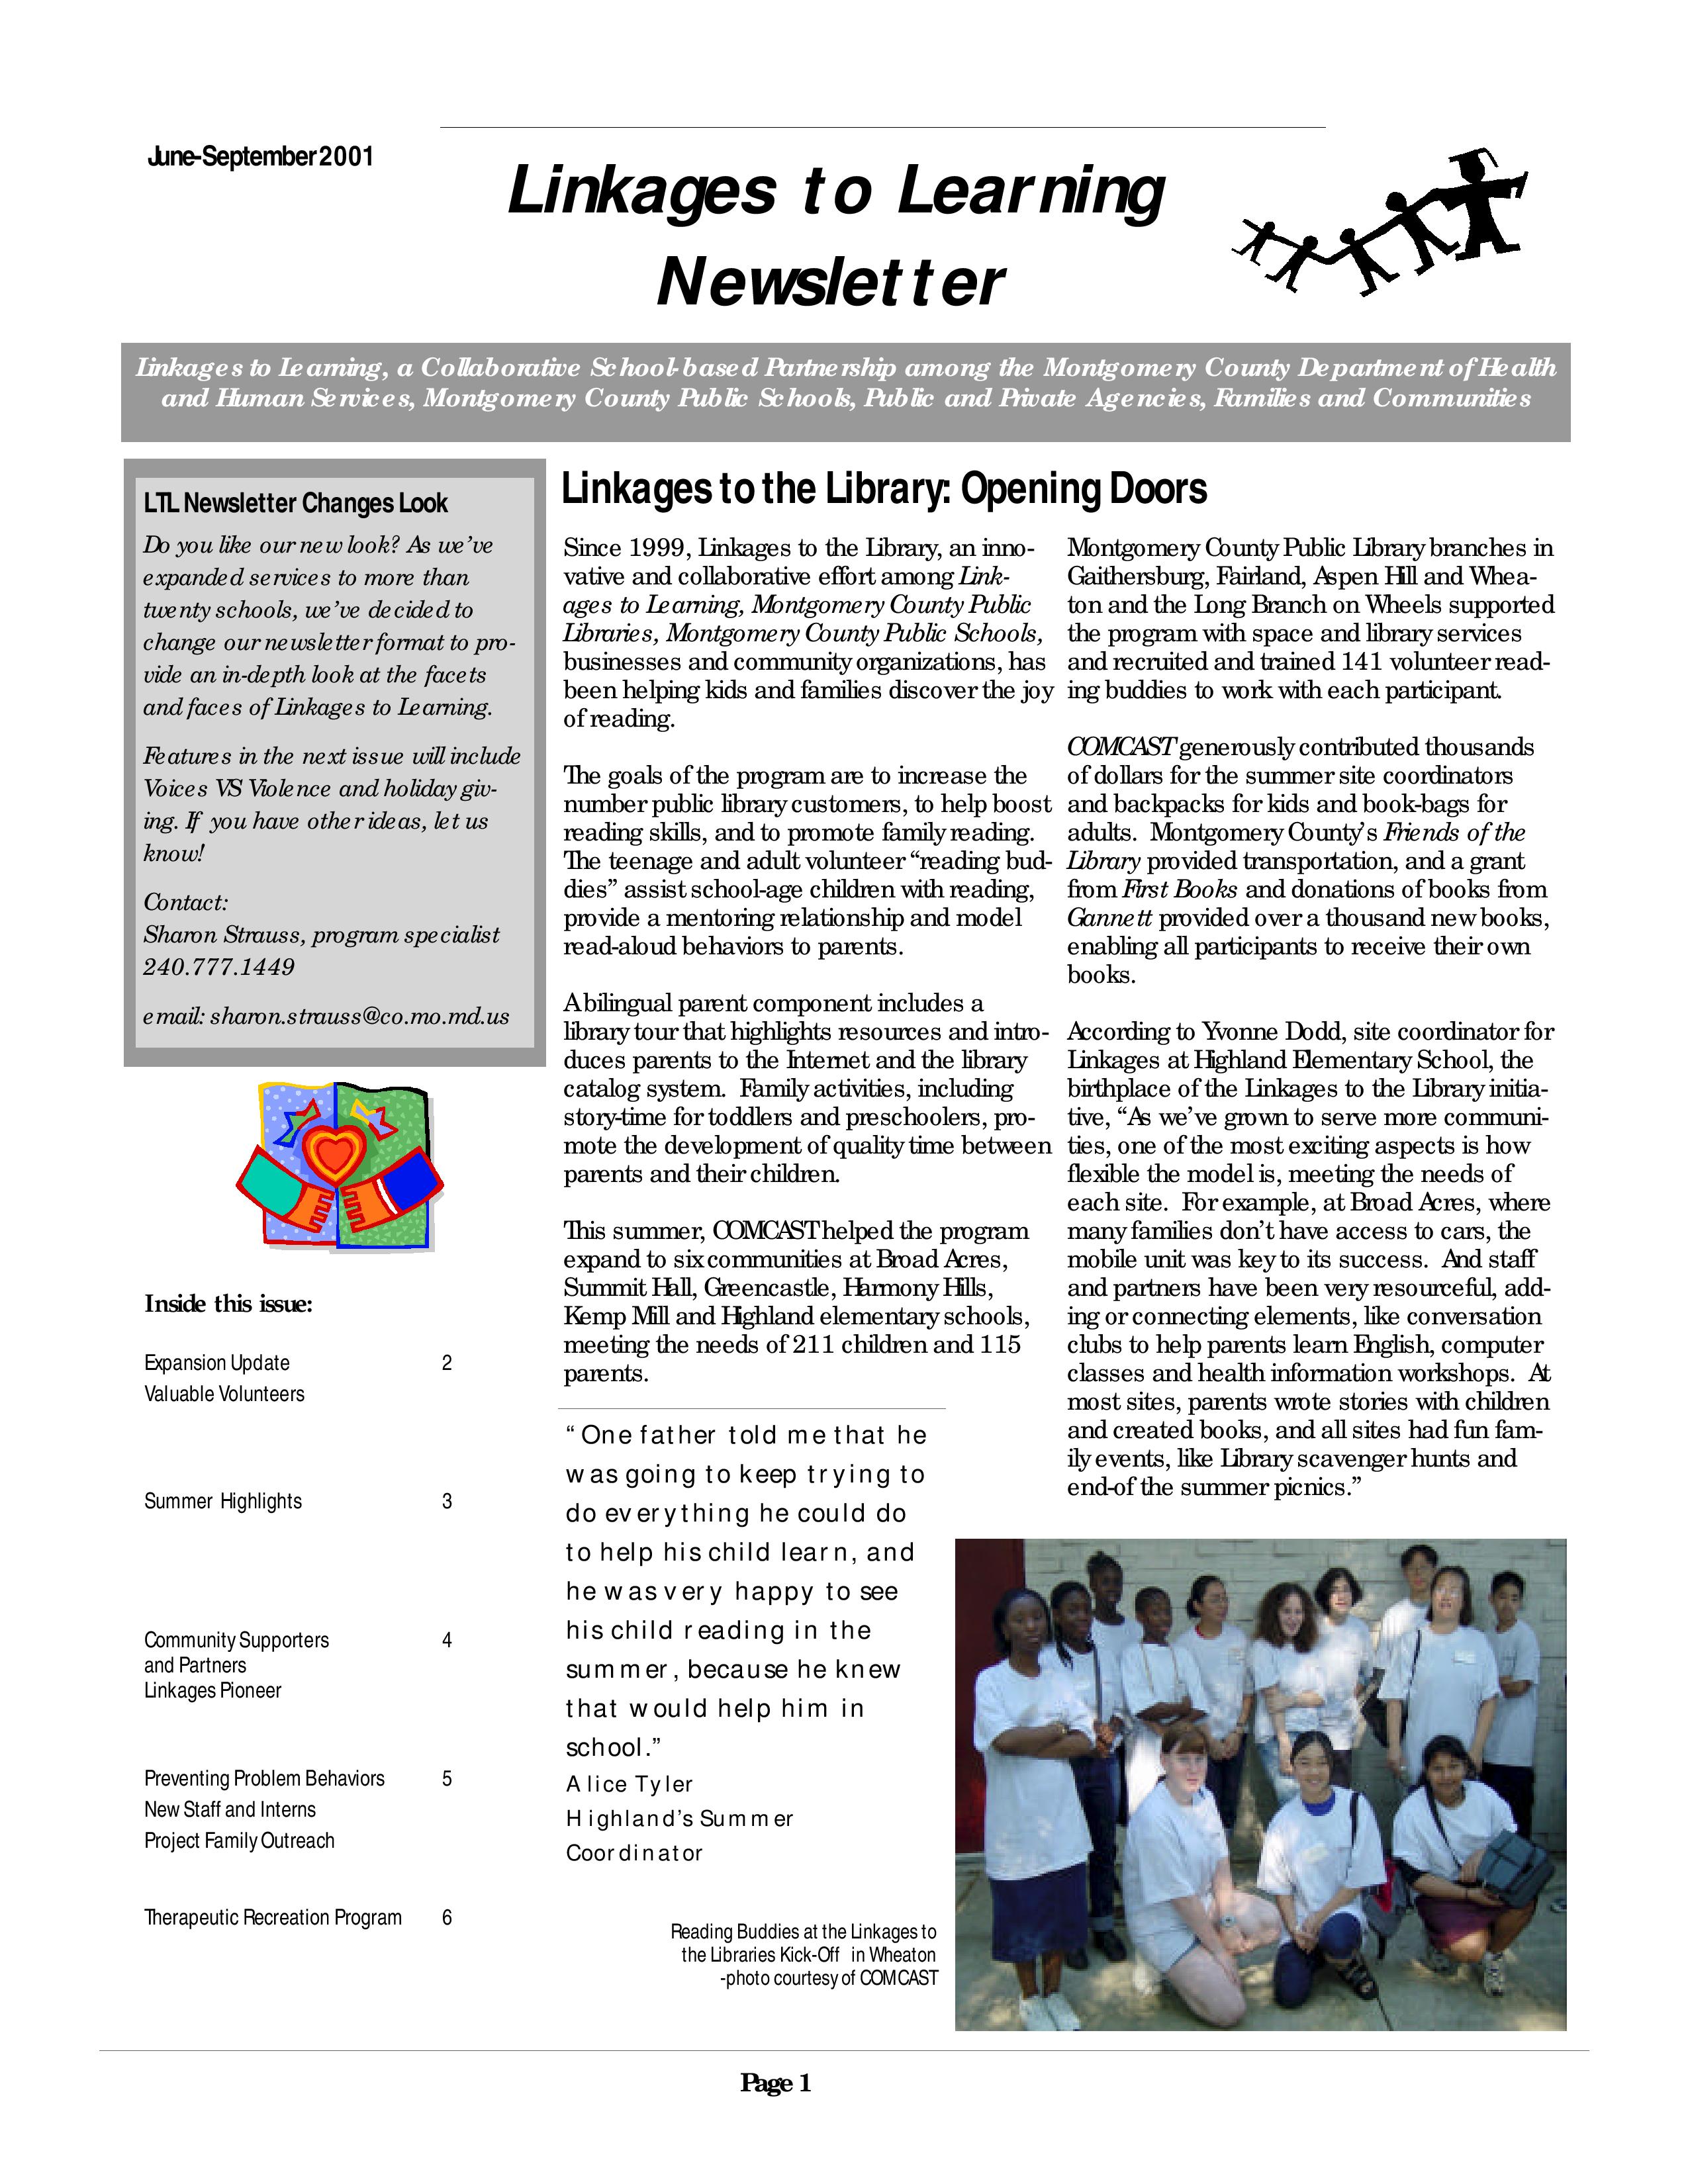 June-September 2001
Linkages to Learning
Newsletter
Linkages to Learning, a Collaborative School-based Partnership among the Montgomery County Department of Health
and Human Services, Montgomery County Public Schools, Public and Private Agencies, Families and Communities
LTL Newsletter Changes Look
Do you like our new look? As we've
expanded services to more than
twenty schools, we've decided to
change our newsletter format to pro-
vide an in-depth look at the facets
and faces of Linkages to Learning.
Features in the next issue will include
Voices VS Violence and holiday giv-
ing. If you have other ideas, let us
know!
Contact:
Sharon Strauss, program specialist
240.777.1449
email: sharon.strauss@co.mo.md.us
Inside this issue:
Expansion Update 2
Valuable Volunteers
Summer Highlights 3
Community Supporters 4
and Partners
Linkages Pioneer
Preventing Problem Behaviors 5
New Staff and Interns
Project Family Outreach
Therapeutic Recreation Program 6
Linkages to the Library: Opening Doors
Since 1999, Linkages to the Library, an inno-
vative and collaborative effort among Link-
ages to Learning, Montgomery County Public
Libraries, Montgomery County Public Schools,
businesses and community organizations, has
been helping kids and families discover the joy
of reading.
The goals of the program are to increase the
number public library customers, to help boost
reading skills, and to promote family reading.
The teenage and adult volunteer “reading bud-
dies” assist school-age children with reading,
provide a mentoring relationship and model
read-aloud behaviors to parents.
A bilingual parent component includes a
library tour that highlights resources and intro-
duces parents to the Internet and the library
catalog system. Family activities, including
story-time for toddlers and preschoolers, pro-
mote the development of quality time between
parents and their children.
This summer, COMCAST helped the program
expand to six communities at Broad Acres,
Summit Hall, Greencastle, Harmony Hills,
Kemp Mill and Highland elementary schools,
meeting the needs of 211 children and 115
parents.
“One father told me that he
was going to keep trying to
do everything he could do
to help his child learn, and
he was very happy to see
his child reading in the
summer, because he knew
that would help him in
school.”
Alice Tyler
Highland's Summer
Coordinator
Reading Buddies at the Linkages to
the Libraries Kick-Off in Wheaton
-photo courtesy of COMCAST
Montgomery County Public Library branches in
Gaithersburg, Fairland, Aspen Hill and Whea-
ton and the Long Branch on Wheels supported
the program with space and library services
and recruited and trained 141 volunteer read-
ing buddies to work with each participant.
COMCAST generously contributed thousands
of dollars for the summer site coordinators
and backpacks for kids and book-bags for
adults. Montgomery County's Friends of the
Library provided transportation, and a grant
from First Books and donations of books from
Gannett provided over a thousand new books,
enabling all participants to receive their own
books.
According to Yvonne Dodd, site coordinator for
Linkages at Highland Elementary School, the
birthplace of the Linkages to the Library initia-
tive, “As we've grown to serve more communi-
ties, one of the most exciting aspects is how
flexible the model is, meeting the needs of
each site. For example, at Broad Acres, where
many families don't have access to cars, the
mobile unit was key to its success. And staff
and partners have been very resourceful, add-
ing or connecting elements, like conversation
clubs to help parents learn English, computer
classes and health information workshops. At
most sites, parents wrote stories with children
and created books, and all sites had fun fam-
ily events, like Library scavenger hunts and
end-of the summer picnics.”
Page 1